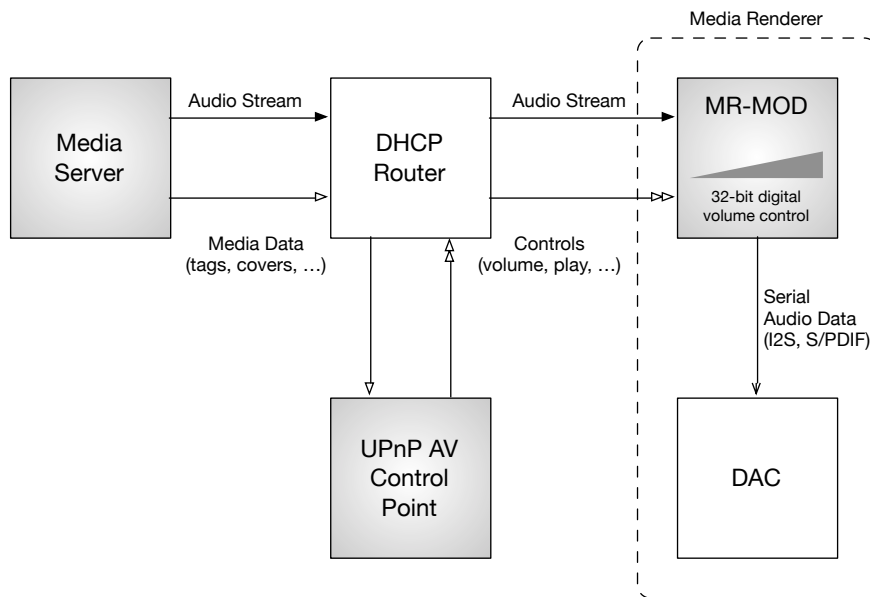 Media Renderer
Media
Server
Audio Stream
DHCP
Router
Audio Stream
MR-MOD
32-bit digital
volume control
Media Data
(tags, covers, …)
Controls
(volume, play, …)
Serial
Audio Data
(I2S, S/PDIF)
UPnP AV
Control
Point
DAC